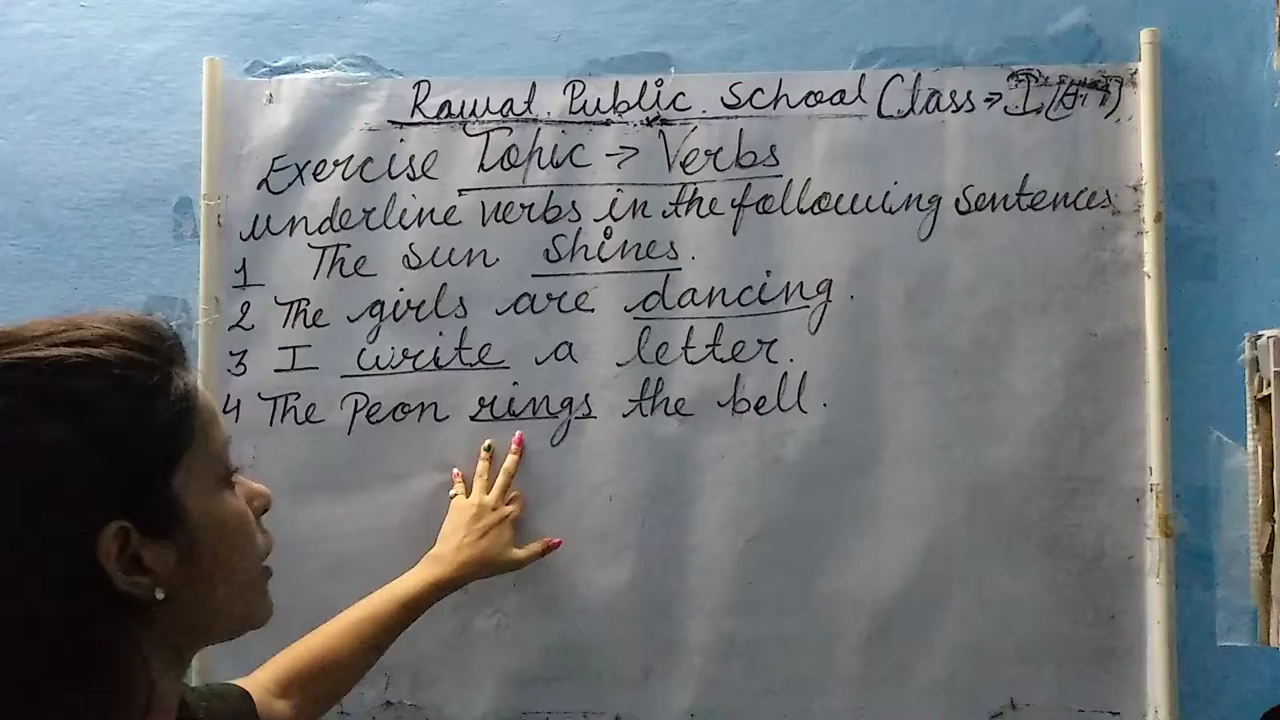 Rawat Public School Class → I
Exercise Topic → Verbs
underline verbs in the following sentences
1 The sun shines.
2 The girls are dancing.
3 I write a letter.
4 The Peon rings the bell.